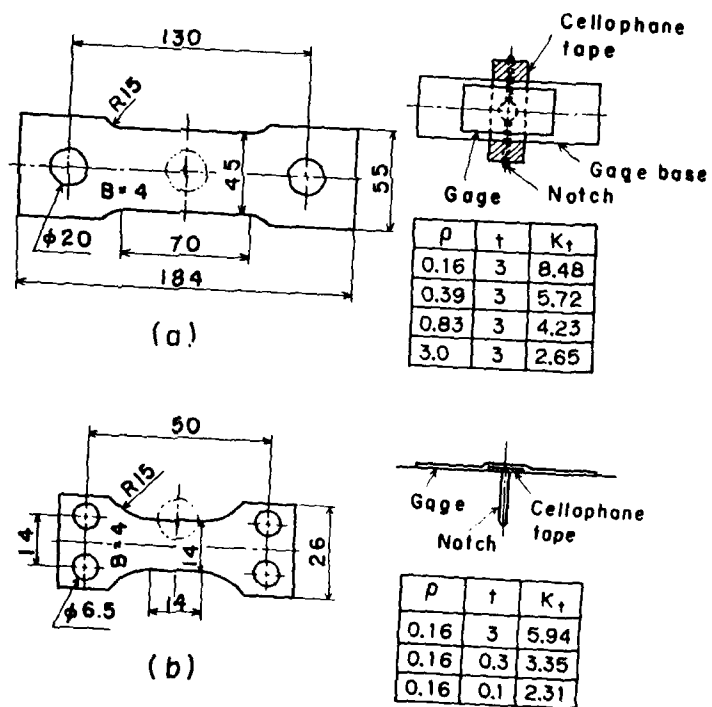 130
R15
B=4
45
55
φ20
70
184
(a)
Cellophane
tape
Gage base
Gage
Notch
ρ t Kt
0.16 3 8.48
0.39 3 5.72
0.83 3 4.23
3.0 3 2.65
50
R15
14
B=4
14
26
φ6.5
14
(b)
Gage
Cellophane
tape
Notch
ρ t Kt
0.16 3 5.94
0.16 0.3 3.35
0.16 0.1 2.31